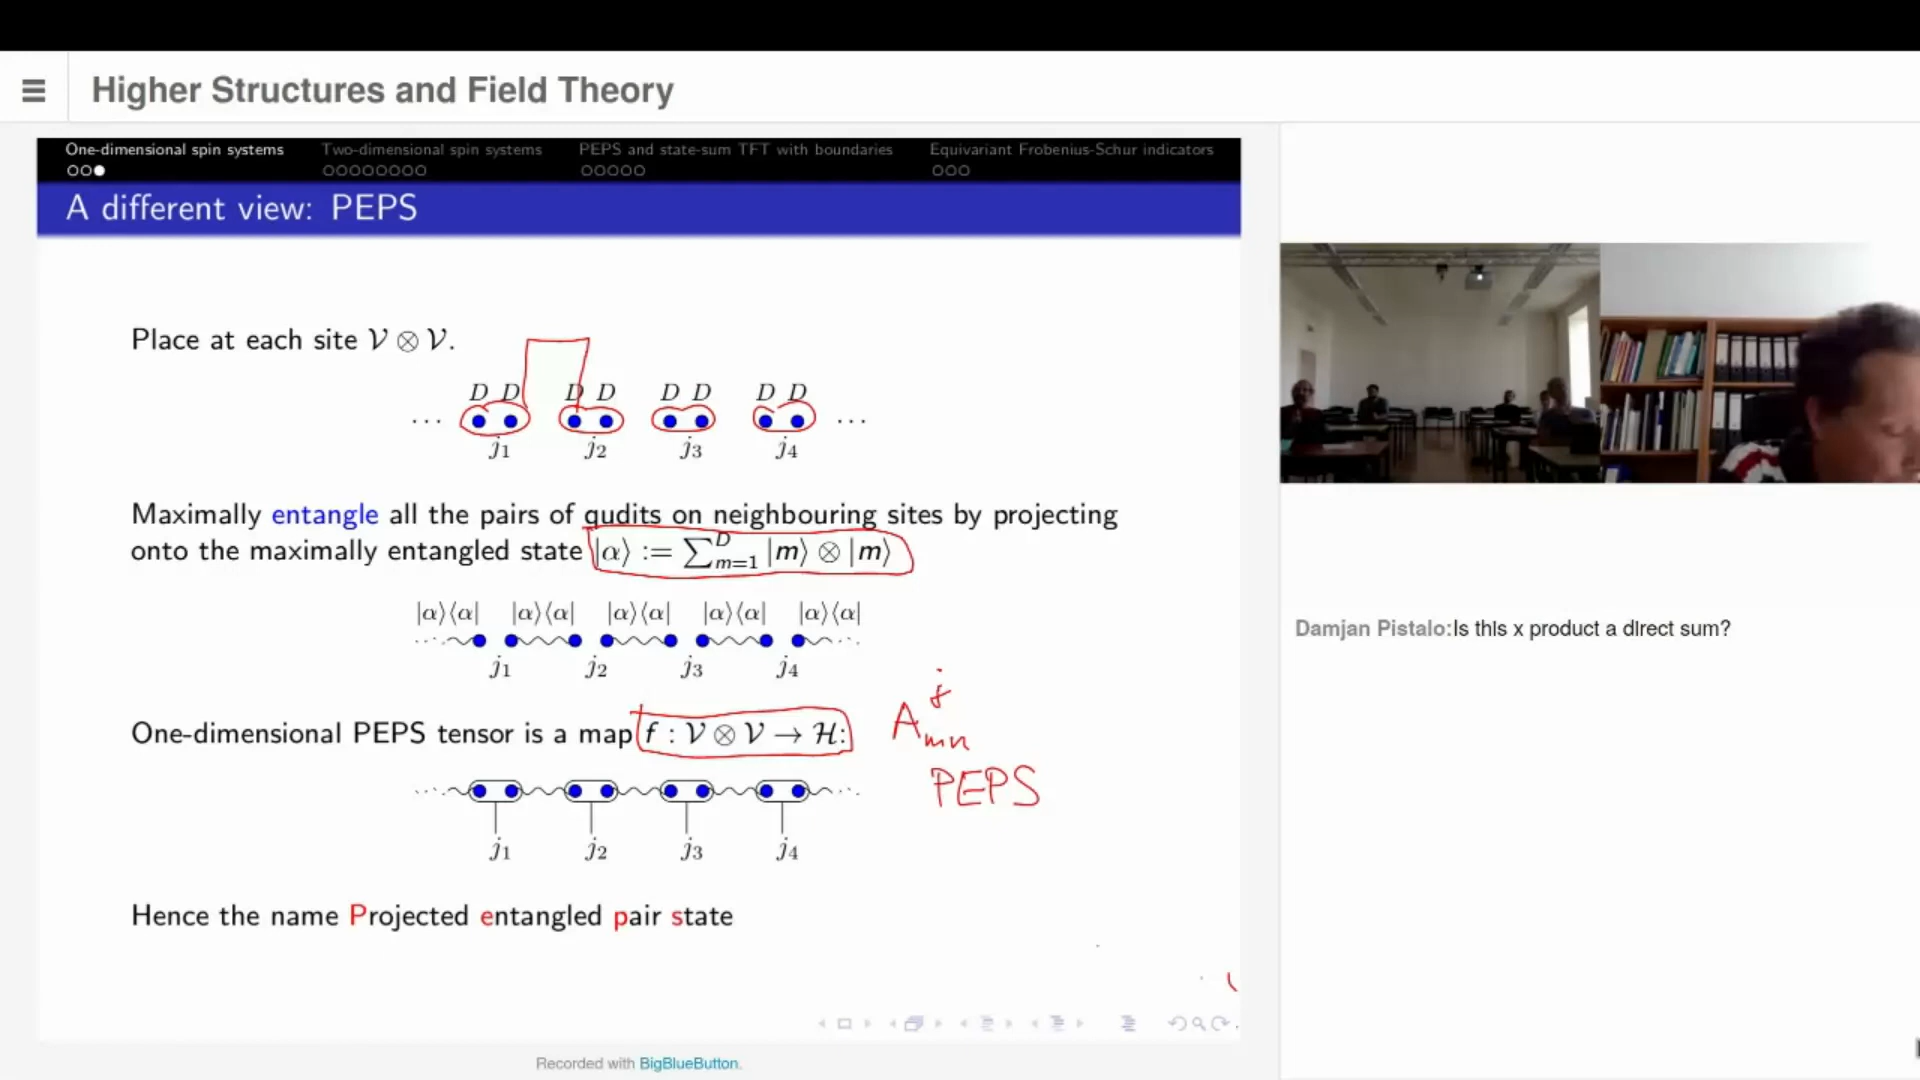 Higher Structures and Field Theory
One-dimensional spin systems Two-dimensional spin systems PEPS and state-sum TFT with boundaries Equivariant Frobenius-Schur indicators
A different view: PEPS
Place at each site 𝒱 ⊗ 𝒱.
D D D D D D D D
··· ···
j₁ j₂ j₃ j₄
Maximally entangle all the pairs of qudits on neighbouring sites by projecting
onto the maximally entangled state |α⟩ := ∑ᴰₘ₌₁ |m⟩ ⊗ |m⟩
|α⟩⟨α| |α⟩⟨α| |α⟩⟨α| |α⟩⟨α| |α⟩⟨α|
j₁ j₂ j₃ j₄
One-dimensional PEPS tensor is a map f : 𝒱 ⊗ 𝒱 → ℋ:
A^j_mn
PEPS
j₁ j₂ j₃ j₄
Hence the name Projected entangled pair state
Recorded with BigBlueButton.
Damjan Pistalo:Is thIs x product a dIrect sum?